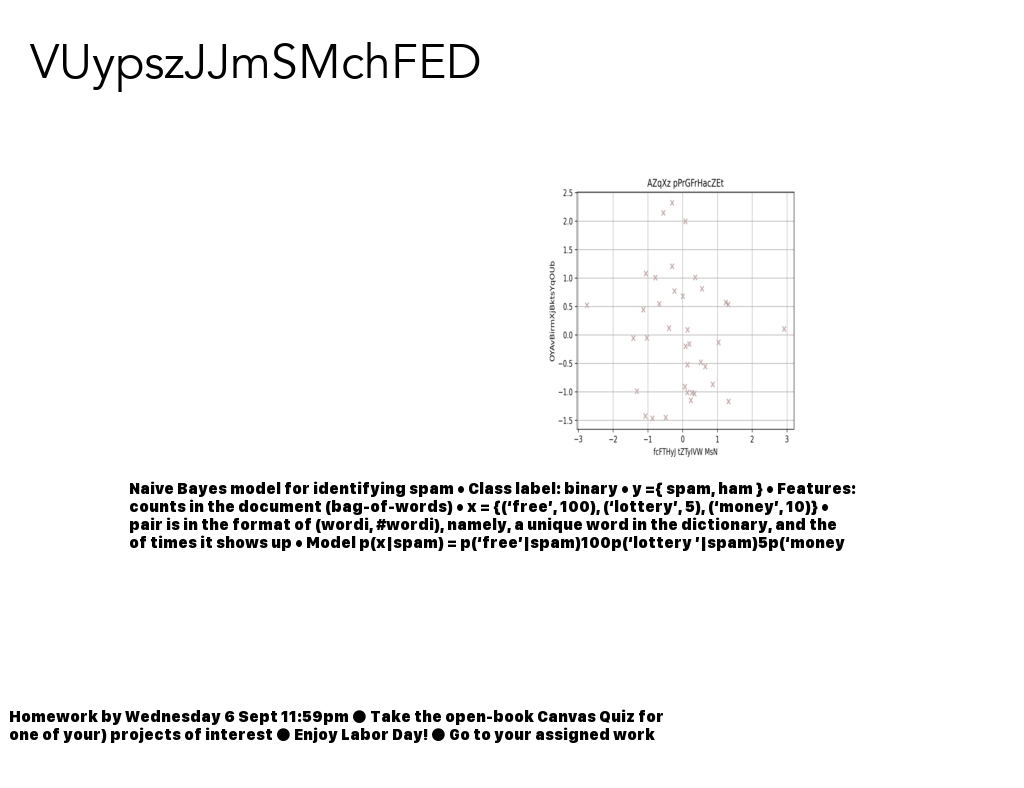 VUypszJJmSMchFED
AZqXz pPrGFrHacZEt
2.5
2.0
1.5
1.0
0.5
0.0
−0.5
−1.0
−1.5
OYAvBirmXjBktsYqOUb
−3 −2 −1 0 1 2 3
fcFTHyJ tZTyIVW MsN
Naive Bayes model for identifying spam • Class label: binary • y ={ spam, ham } • Features:
counts in the document (bag-of-words) • x = {(‘free’, 100), (‘lottery’, 5), (‘money’, 10)} •
pair is in the format of (wordi, #wordi), namely, a unique word in the dictionary, and the
of times it shows up • Model p(x|spam) = p(‘free’|spam)100p(‘lottery ’|spam)5p(‘money
Homework by Wednesday 6 Sept 11:59pm ● Take the open-book Canvas Quiz for
one of your) projects of interest ● Enjoy Labor Day! ● Go to your assigned work